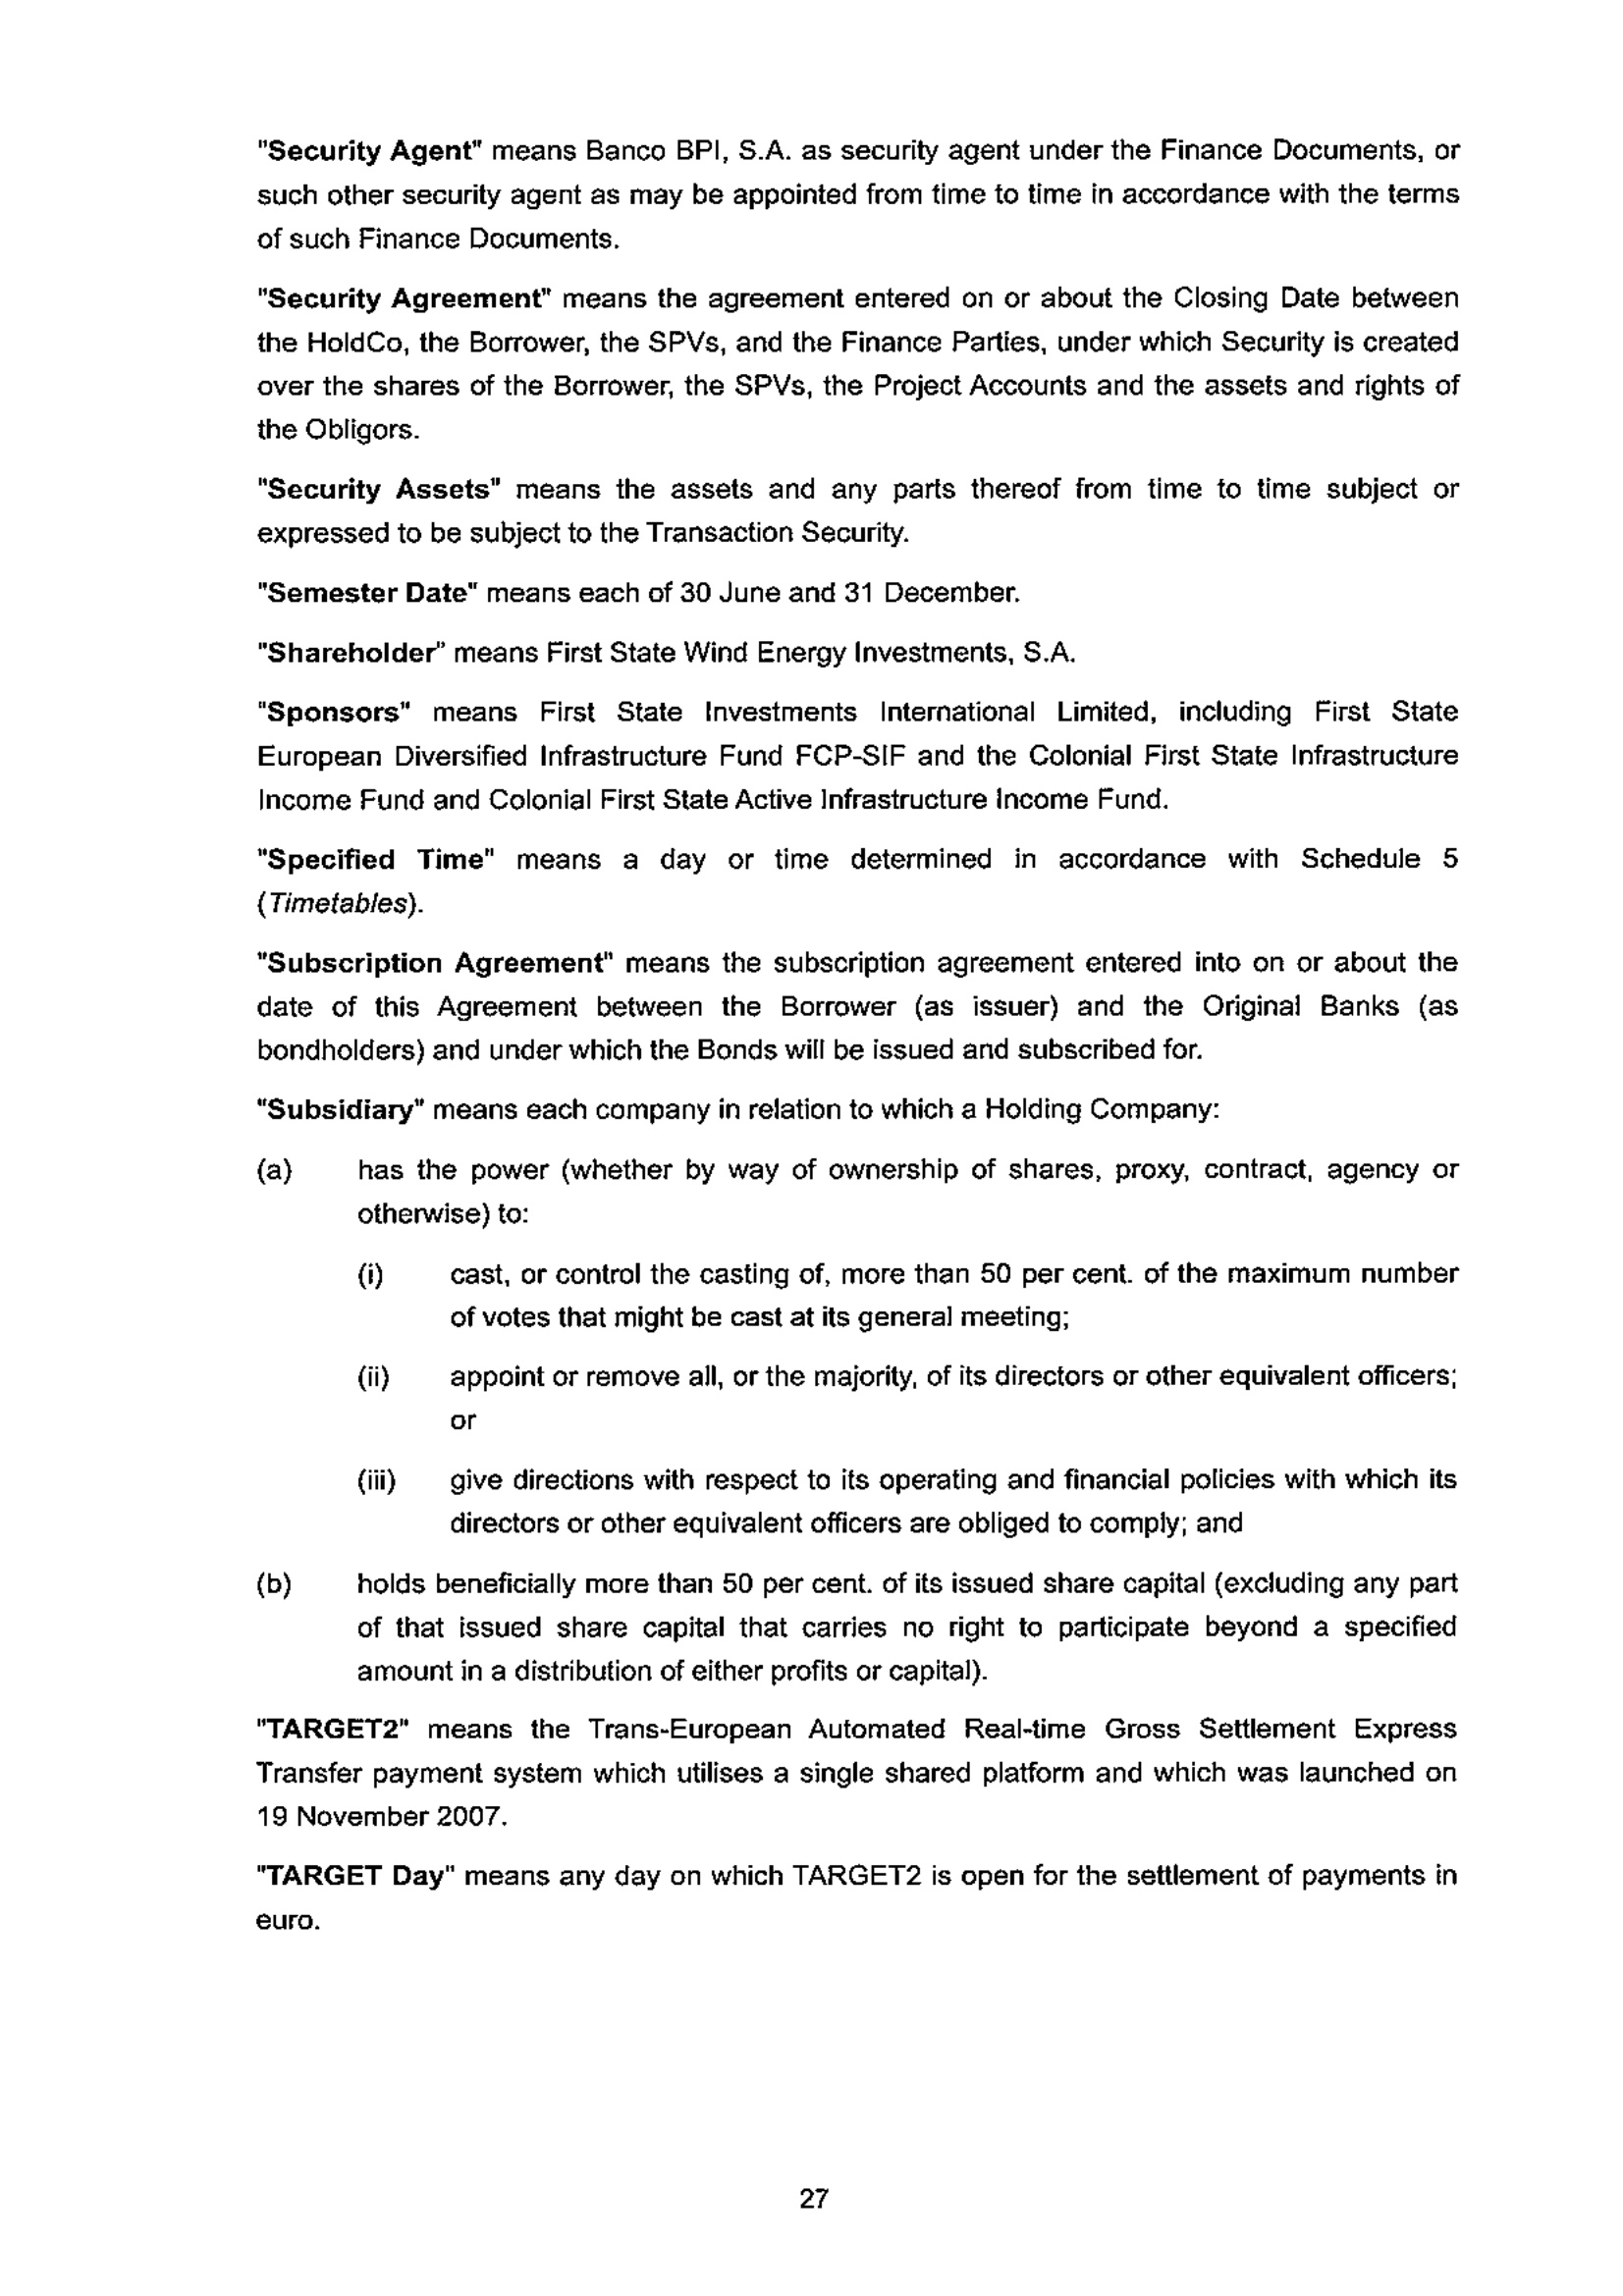 "Security Agent" means Banco BPI, S.A. as security agent under the Finance Documents, or
such other security agent as may be appointed from time to time in accordance with the terms
of such Finance Documents.
"Security Agreement" means the agreement entered on or about the Closing Date between
the HoldCo, the Borrower, the SPVs, and the Finance Parties, under which Security is created
over the shares of the Borrower, the SPVs, the Project Accounts and the assets and rights of
the Obligors.
"Security Assets" means the assets and any parts thereof from time to time subject or
expressed to be subject to the Transaction Security.
"Semester Date" means each of 30 June and 31 December.
"Shareholder" means First State Wind Energy Investments, S.A.
"Sponsors" means First State Investments International Limited, including First State
European Diversified Infrastructure Fund FCP-SIF and the Colonial First State Infrastructure
Income Fund and Colonial First State Active Infrastructure Income Fund.
"Specified Time" means a day or time determined in accordance with Schedule 5
(Timetables).
"Subscription Agreement" means the subscription agreement entered into on or about the
date of this Agreement between the Borrower (as issuer) and the Original Banks (as
bondholders) and under which the Bonds will be issued and subscribed for.
"Subsidiary" means each company in relation to which a Holding Company:
(a) has the power (whether by way of ownership of shares, proxy, contract, agency or
otherwise) to:
(i) cast, or control the casting of, more than 50 per cent. of the maximum number
of votes that might be cast at its general meeting;
(ii) appoint or remove all, or the majority, of its directors or other equivalent officers;
or
(iii) give directions with respect to its operating and financial policies with which its
directors or other equivalent officers are obliged to comply; and
(b) holds beneficially more than 50 per cent. of its issued share capital (excluding any part
of that issued share capital that carries no right to participate beyond a specified
amount in a distribution of either profits or capital).
"TARGET2" means the Trans-European Automated Real-time Gross Settlement Express
Transfer payment system which utilises a single shared platform and which was launched on
19 November 2007.
"TARGET Day" means any day on which TARGET2 is open for the settlement of payments in
euro.
27